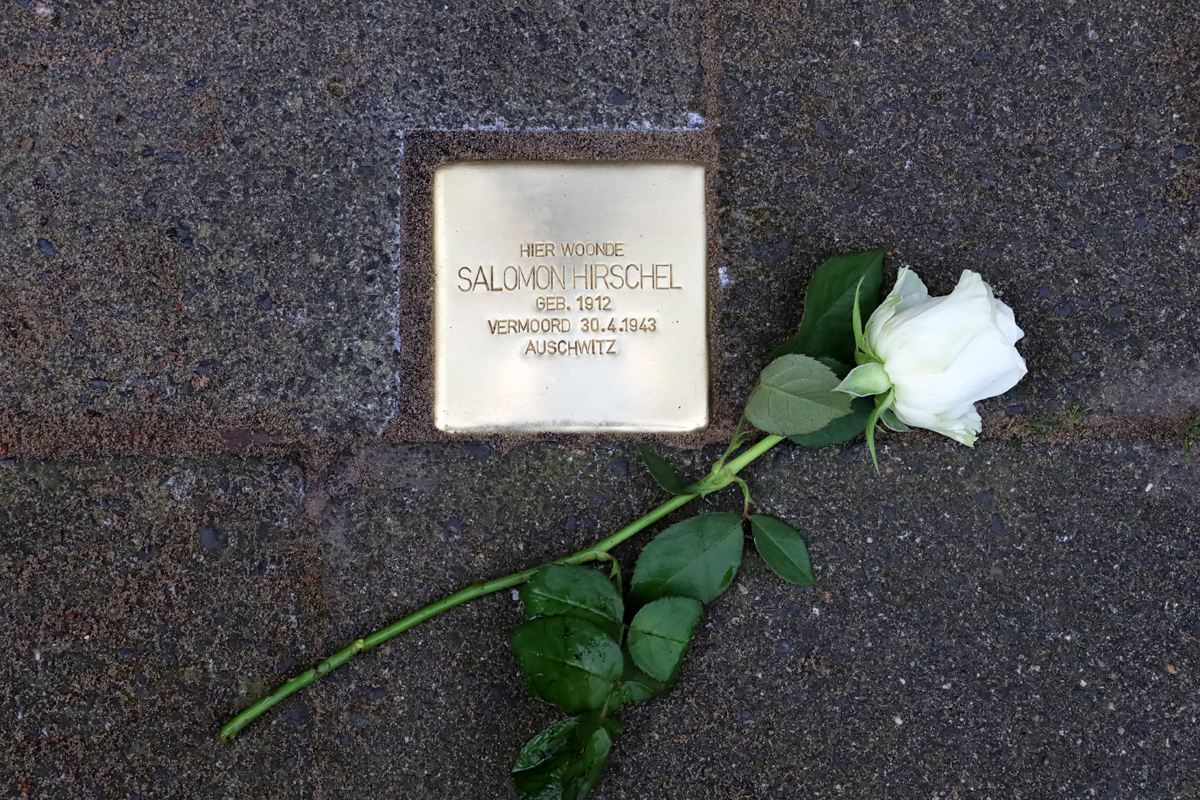 HIER WOONDE
SALOMON HIRSCHEL
GEB. 1912
VERMOORD 30.4.1943
AUSCHWITZ